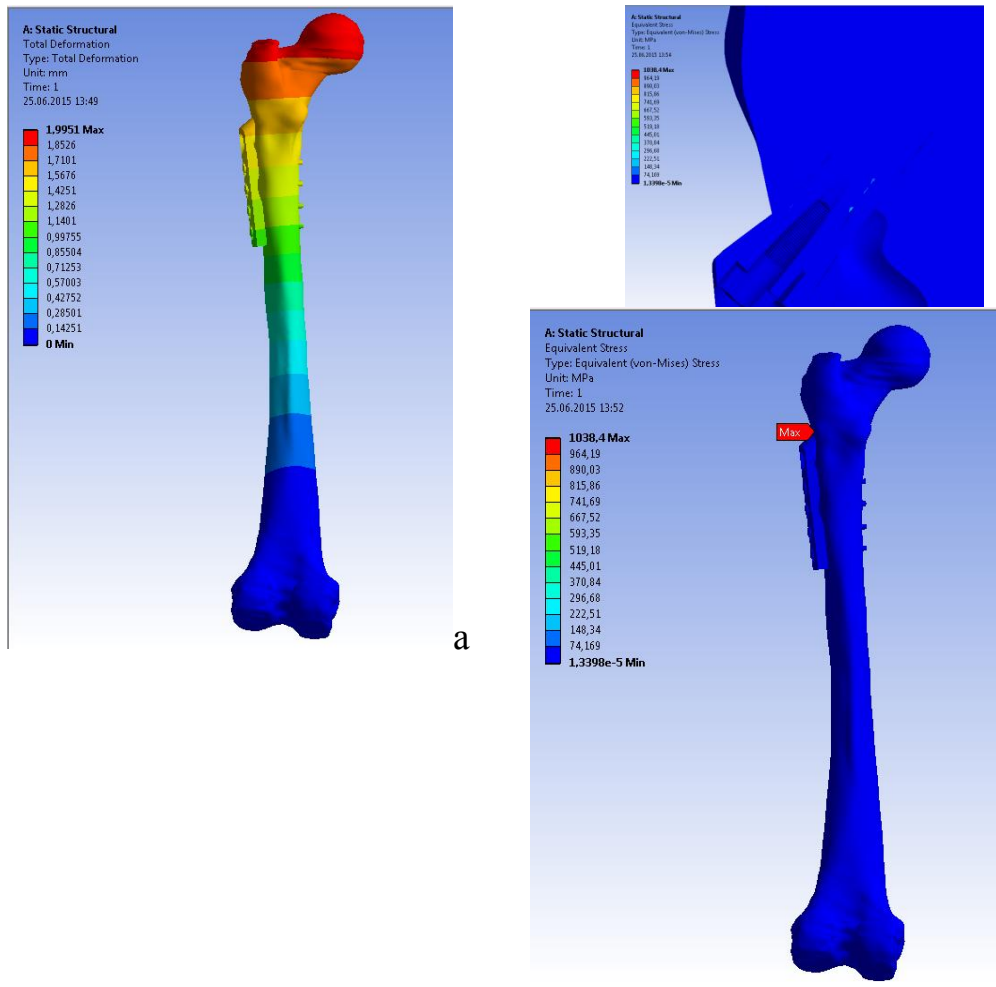 A: Static Structural
Total Deformation
Type: Total Deformation
Unit: mm
Time: 1
25.06.2015 13:49
1,9951 Max
1,8526
1,7101
1,5676
1,4251
1,2826
1,1401
0,99755
0,85504
0,71253
0,57003
0,42752
0,28501
0,14251
0 Min
a
A: Static Structural
Equivalent Stress
Type: Equivalent (von-Mises) Stress
Unit: MPa
Time: 1
25.06.2015 13:54
1038,4 Max
964,19
890,03
815,86
741,69
667,52
593,35
519,18
445,01
370,84
296,68
222,51
148,34
74,169
1,3398e-5 Min
A: Static Structural
Equivalent Stress
Type: Equivalent (von-Mises) Stress
Unit: MPa
Time: 1
25.06.2015 13:52
1038,4 Max
964,19
890,03
815,86
741,69
667,52
593,35
519,18
445,01
370,84
296,68
222,51
148,34
74,169
1,3398e-5 Min
Max